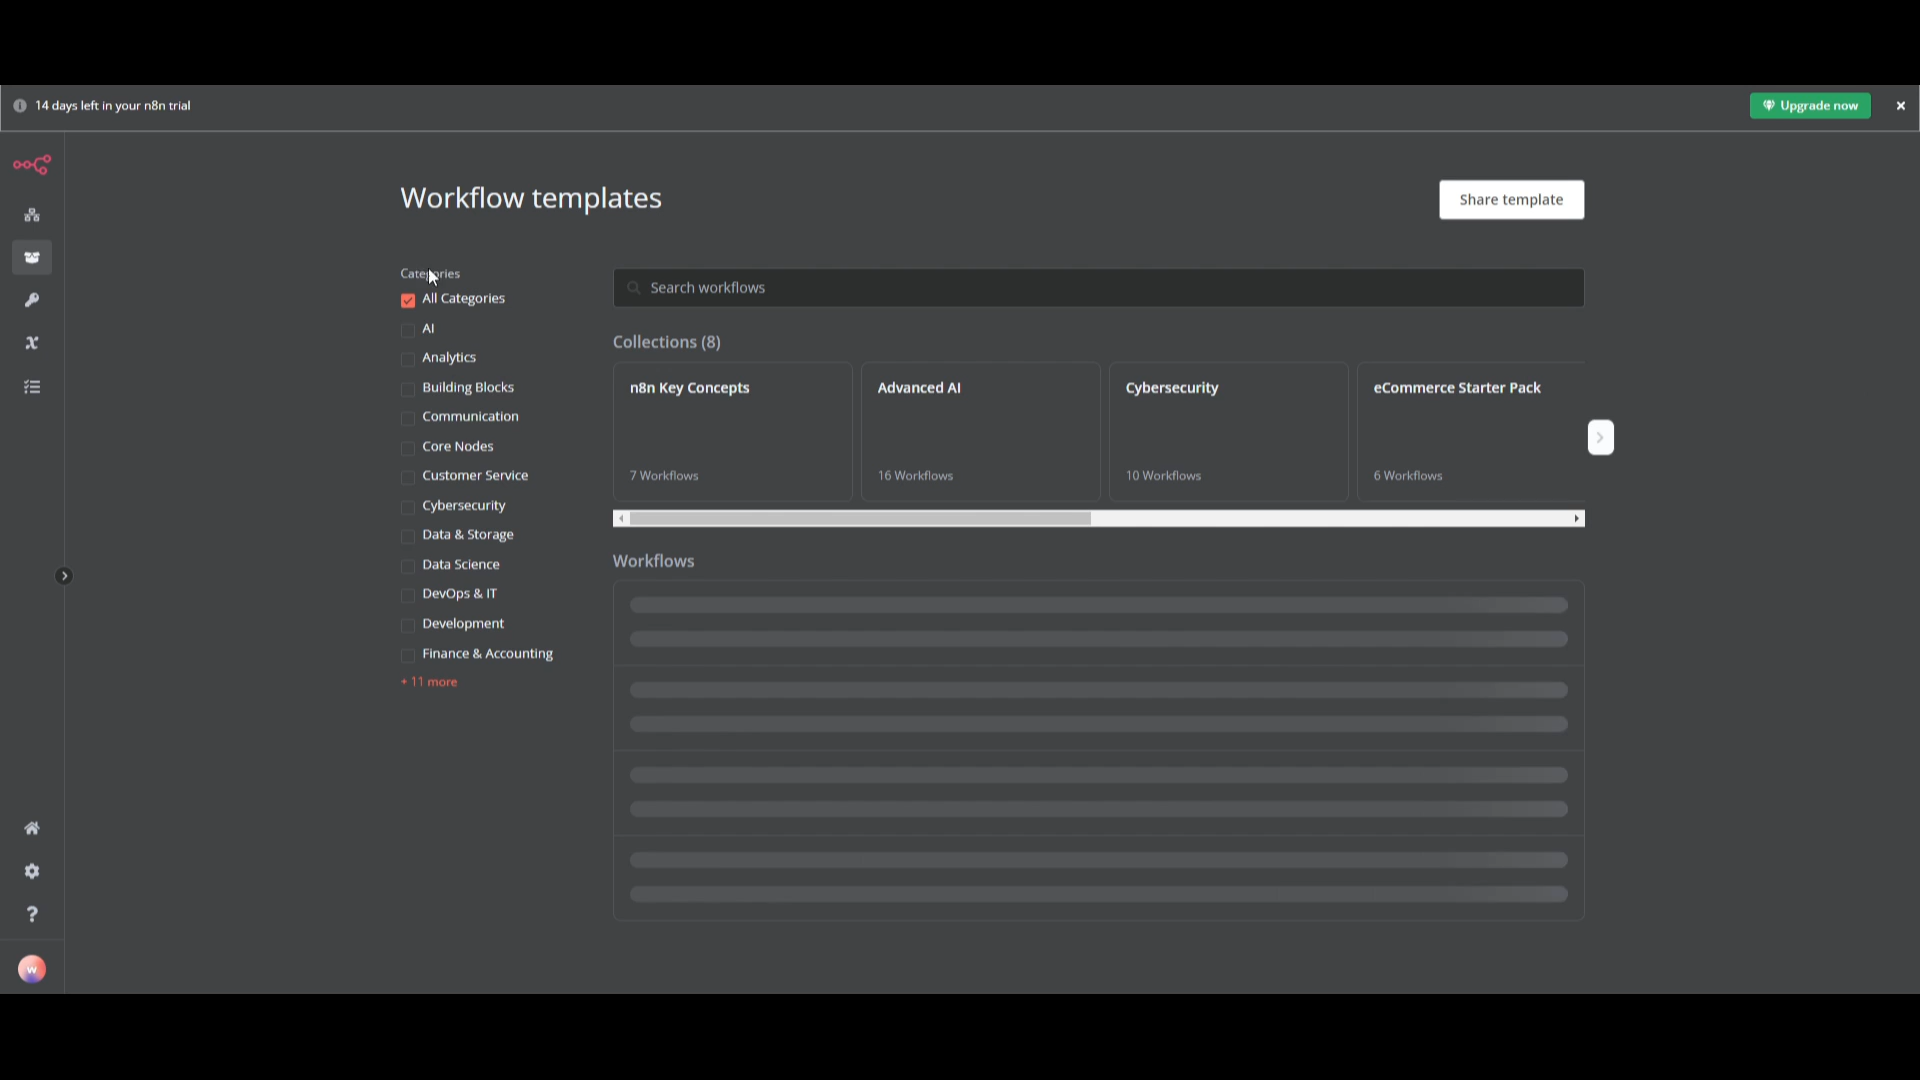 14 days left in your n8n trial
Upgrade now
Workflow templates
Share template
Categories
All Categories
AI
Analytics
Building Blocks
Communication
Core Nodes
Customer Service
Cybersecurity
Data & Storage
Data Science
DevOps & IT
Development
Finance & Accounting
+ 11 more
Search workflows
Collections (8)
n8n Key Concepts
7 Workflows
Advanced AI
16 Workflows
Cybersecurity
10 Workflows
eCommerce Starter Pack
6 Workflows
Workflows
w